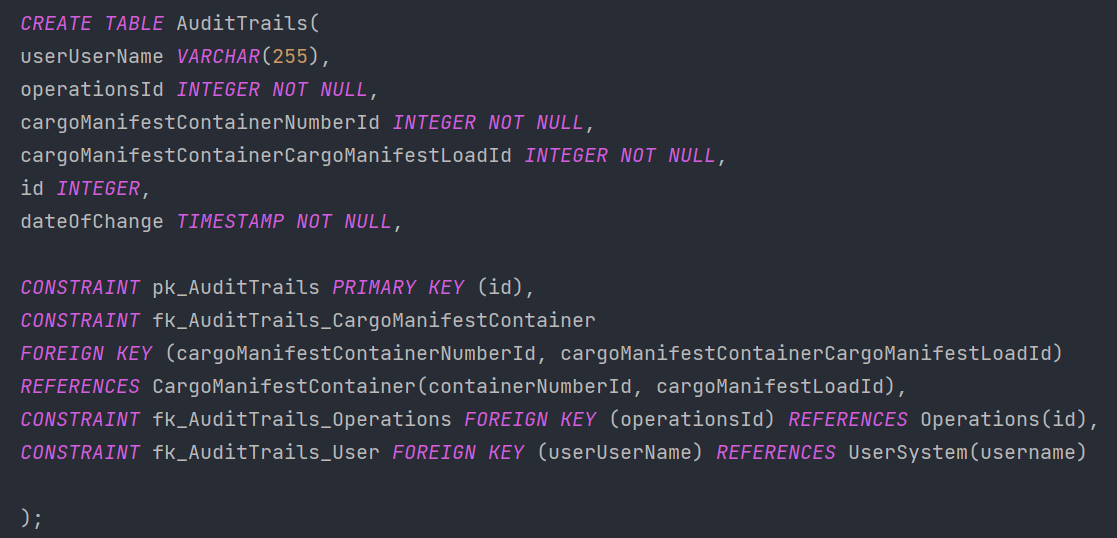 CREATE TABLE AuditTrails(
userUserName VARCHAR(255),
operationsId INTEGER NOT NULL,
cargoManifestContainerNumberId INTEGER NOT NULL,
cargoManifestContainerCargoManifestLoadId INTEGER NOT NULL,
id INTEGER,
dateOfChange TIMESTAMP NOT NULL,
CONSTRAINT pk_AuditTrails PRIMARY KEY (id),
CONSTRAINT fk_AuditTrails_CargoManifestContainer
FOREIGN KEY (cargoManifestContainerNumberId, cargoManifestContainerCargoManifestLoadId)
REFERENCES CargoManifestContainer(containerNumberId, cargoManifestLoadId),
CONSTRAINT fk_AuditTrails_Operations FOREIGN KEY (operationsId) REFERENCES Operations(id),
CONSTRAINT fk_AuditTrails_User FOREIGN KEY (userUserName) REFERENCES UserSystem(username)
);